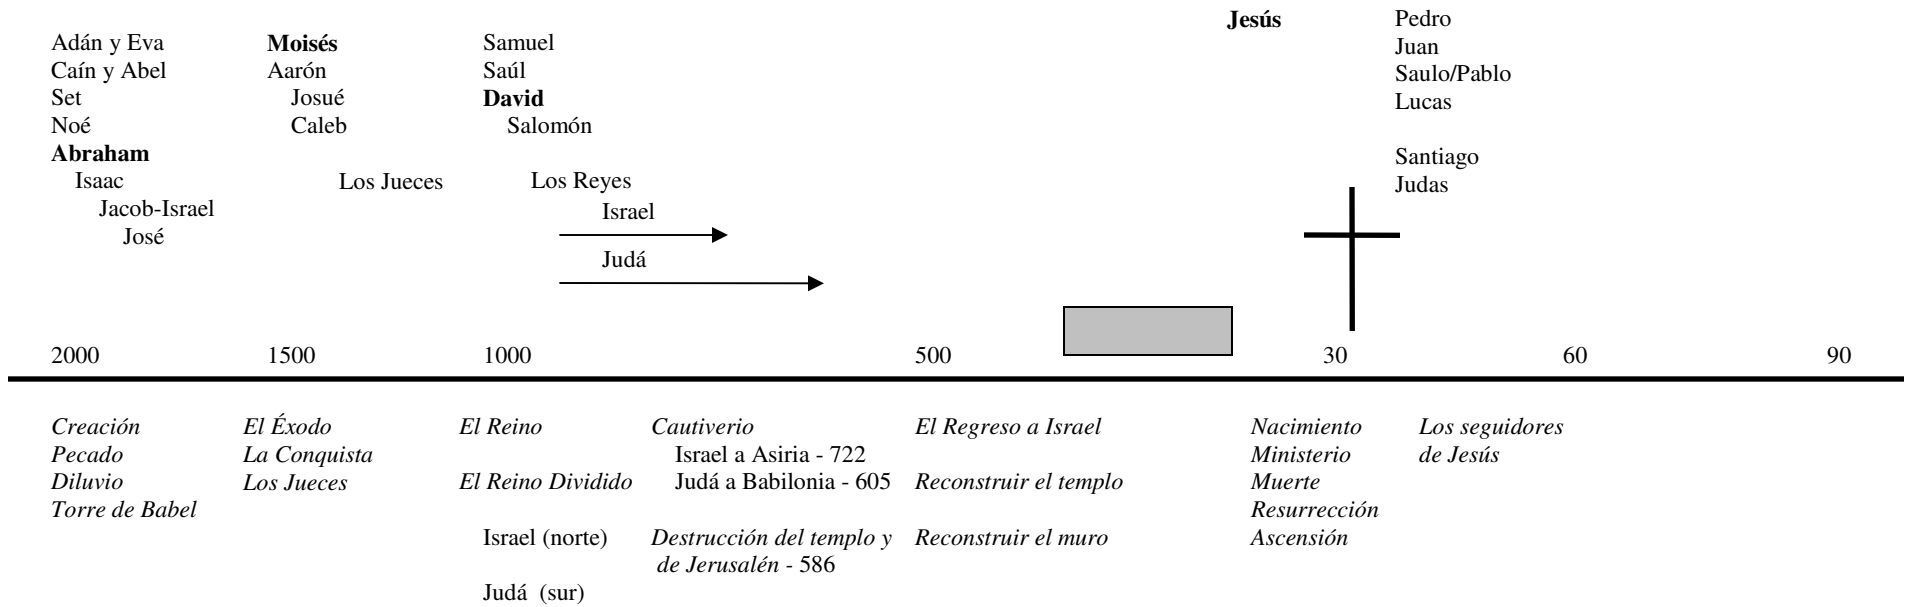 Adán y Eva
Caín y Abel
Set
Noé
Abraham
Isaac
Jacob-Israel
José
Moisés
Aarón
Josué
Caleb
Los Jueces
Samuel
Saúl
David
Salomón
Los Reyes
Israel
Judá
Jesús
Pedro
Juan
Saulo/Pablo
Lucas
Santiago
Judas
2000 1500 1000 500 30 60 90
Creación
Pecado
Diluvio
Torre de Babel
El Éxodo
La Conquista
Los Jueces
El Reino
El Reino Dividido
Israel (norte)
Judá (sur)
Cautiverio
Israel a Asiria - 722
Judá a Babilonia - 605
Destrucción del templo y
de Jerusalén - 586
El Regreso a Israel
Reconstruir el templo
Reconstruir el muro
Nacimiento
Ministerio
Muerte
Resurrección
Ascensión
Los seguidores
de Jesús